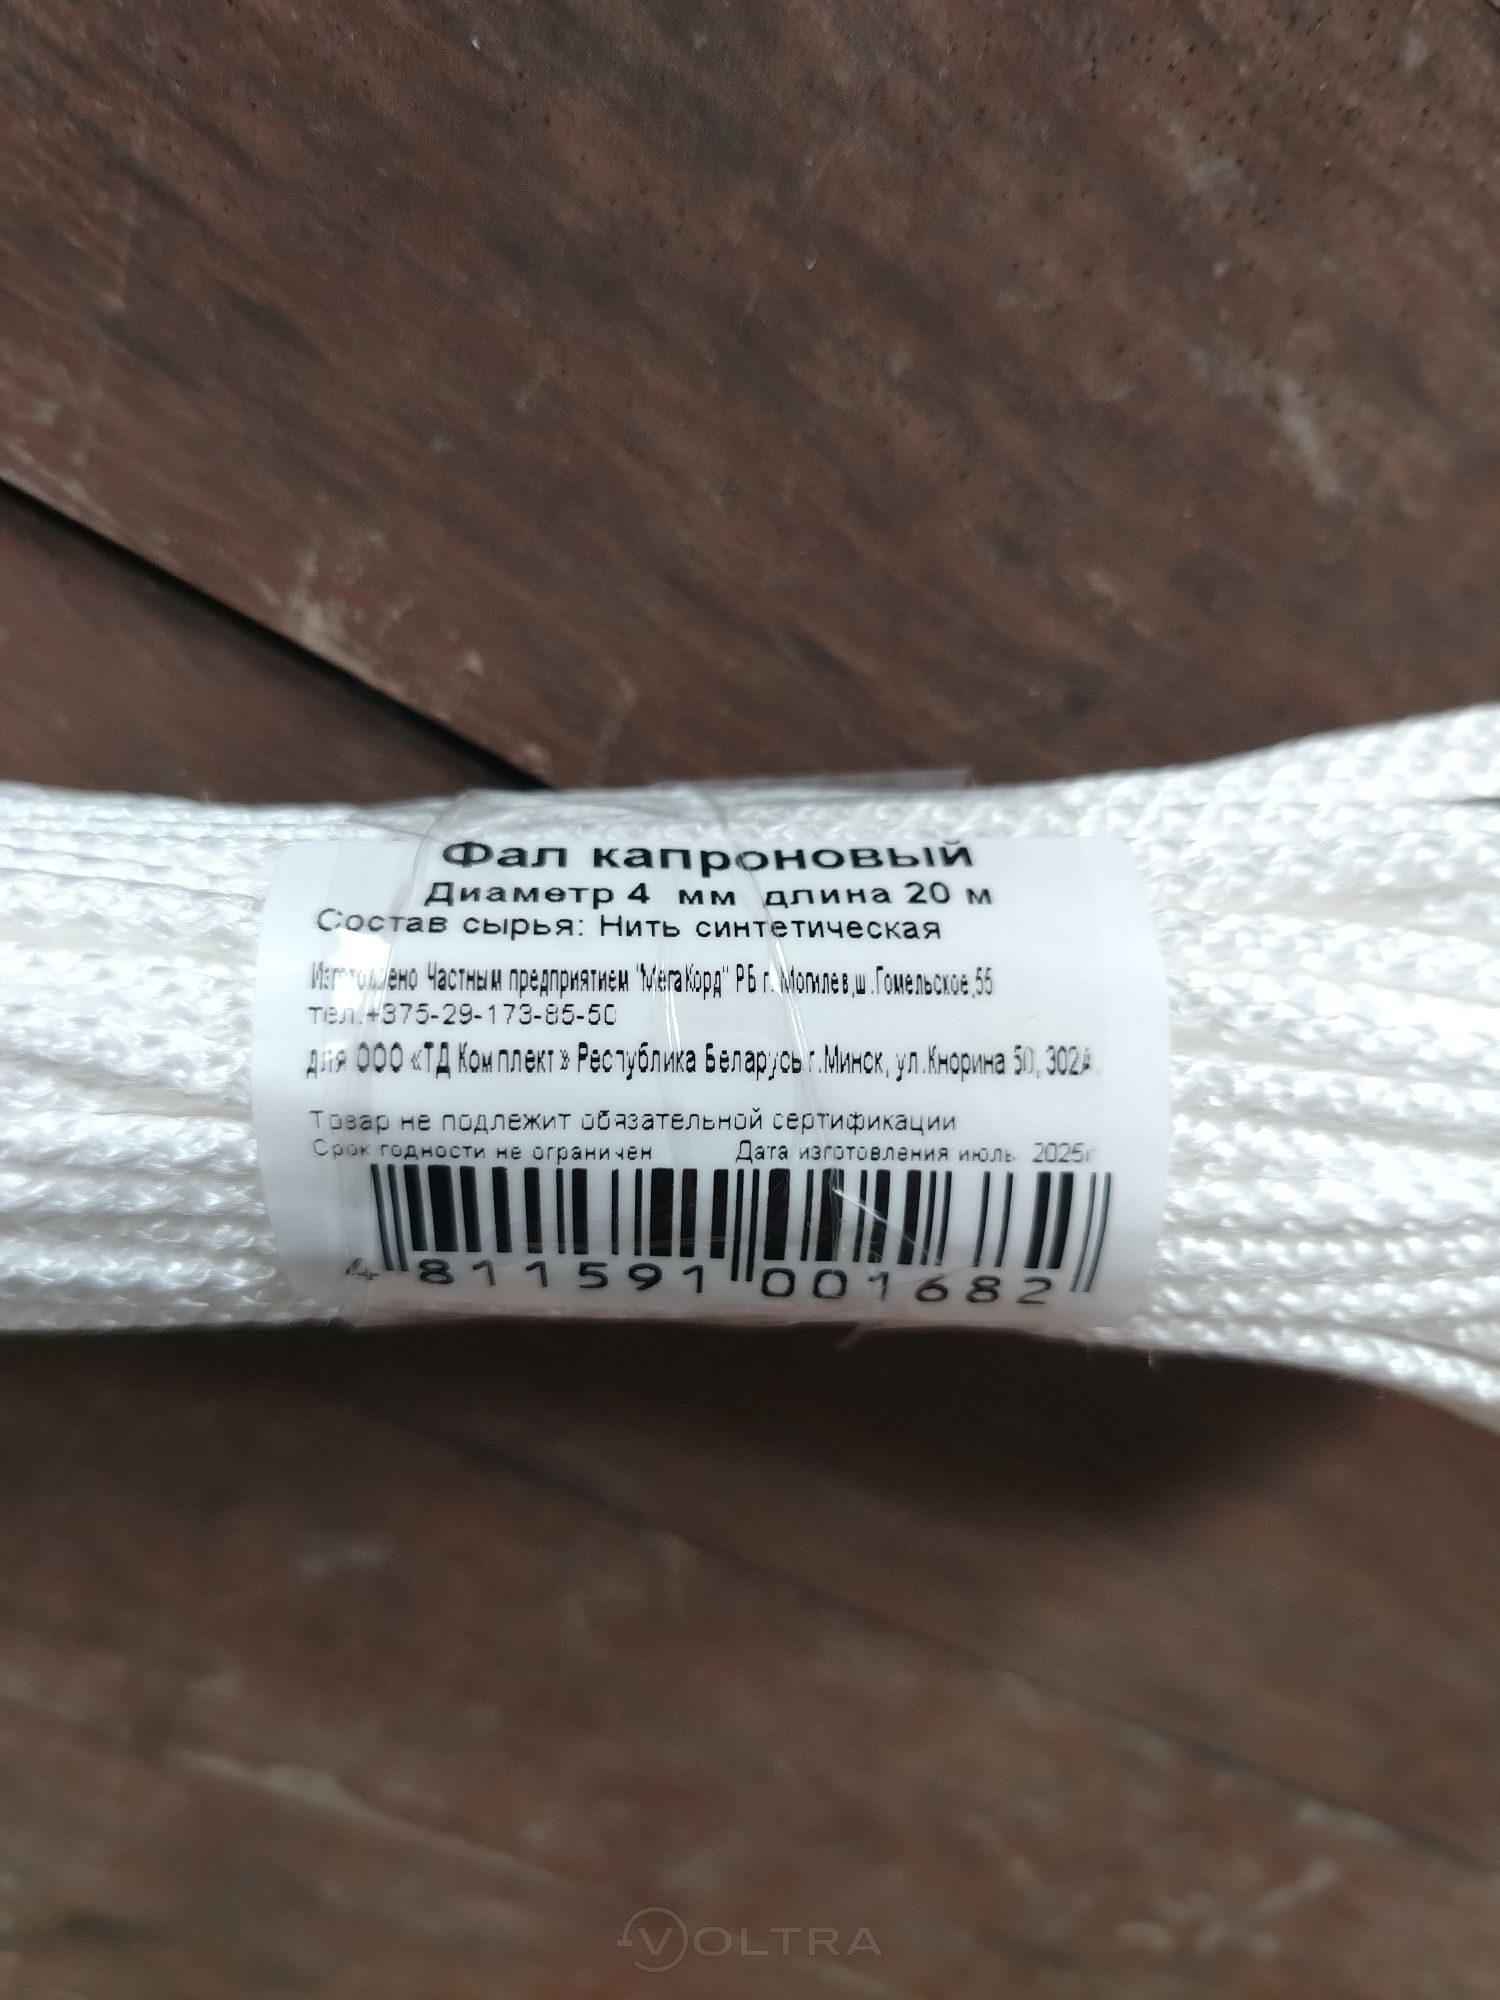 Фал капроновый
Диаметр 4 мм длина 20 м
Состав сырья: Нить синтетическая
Изготовлено Частным предприятием "МегаКорд" РБ г. Могилев,ш.Гомельское,55
тел.+375-29-173-85-50
для ООО «ТД Комплект» Республика Беларусь г.Минск, ул.Кнорина 50, 302А.
Товар не подлежит обязательной сертификации
Срок годности не ограничен Дата изготовления июль 2025г
4 811591 001682
VOLTRA